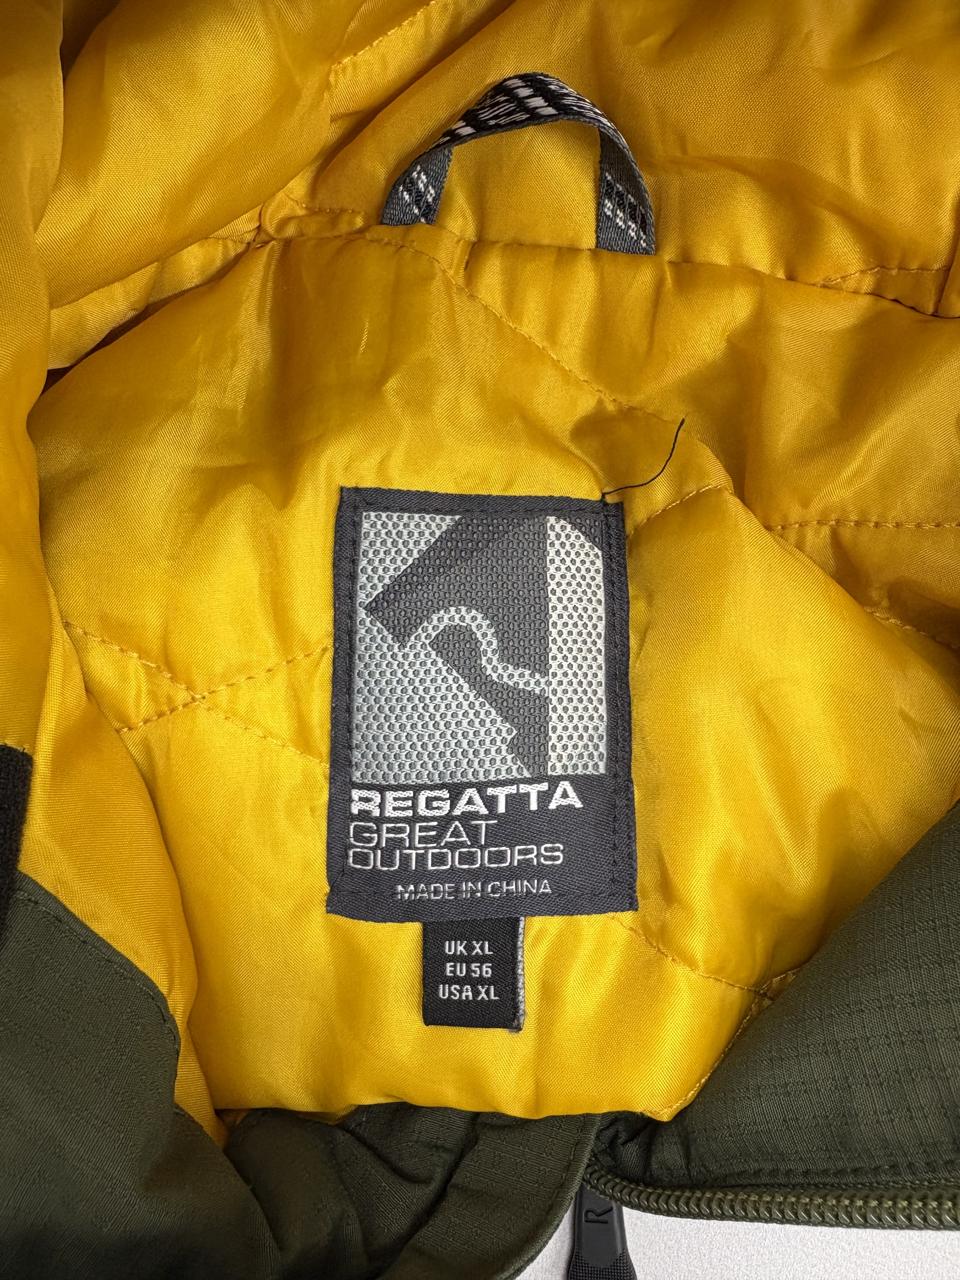 REGATTA
GREAT
OUTDOORS
MADE IN CHINA
UK XL
EU 56
USA XL
R